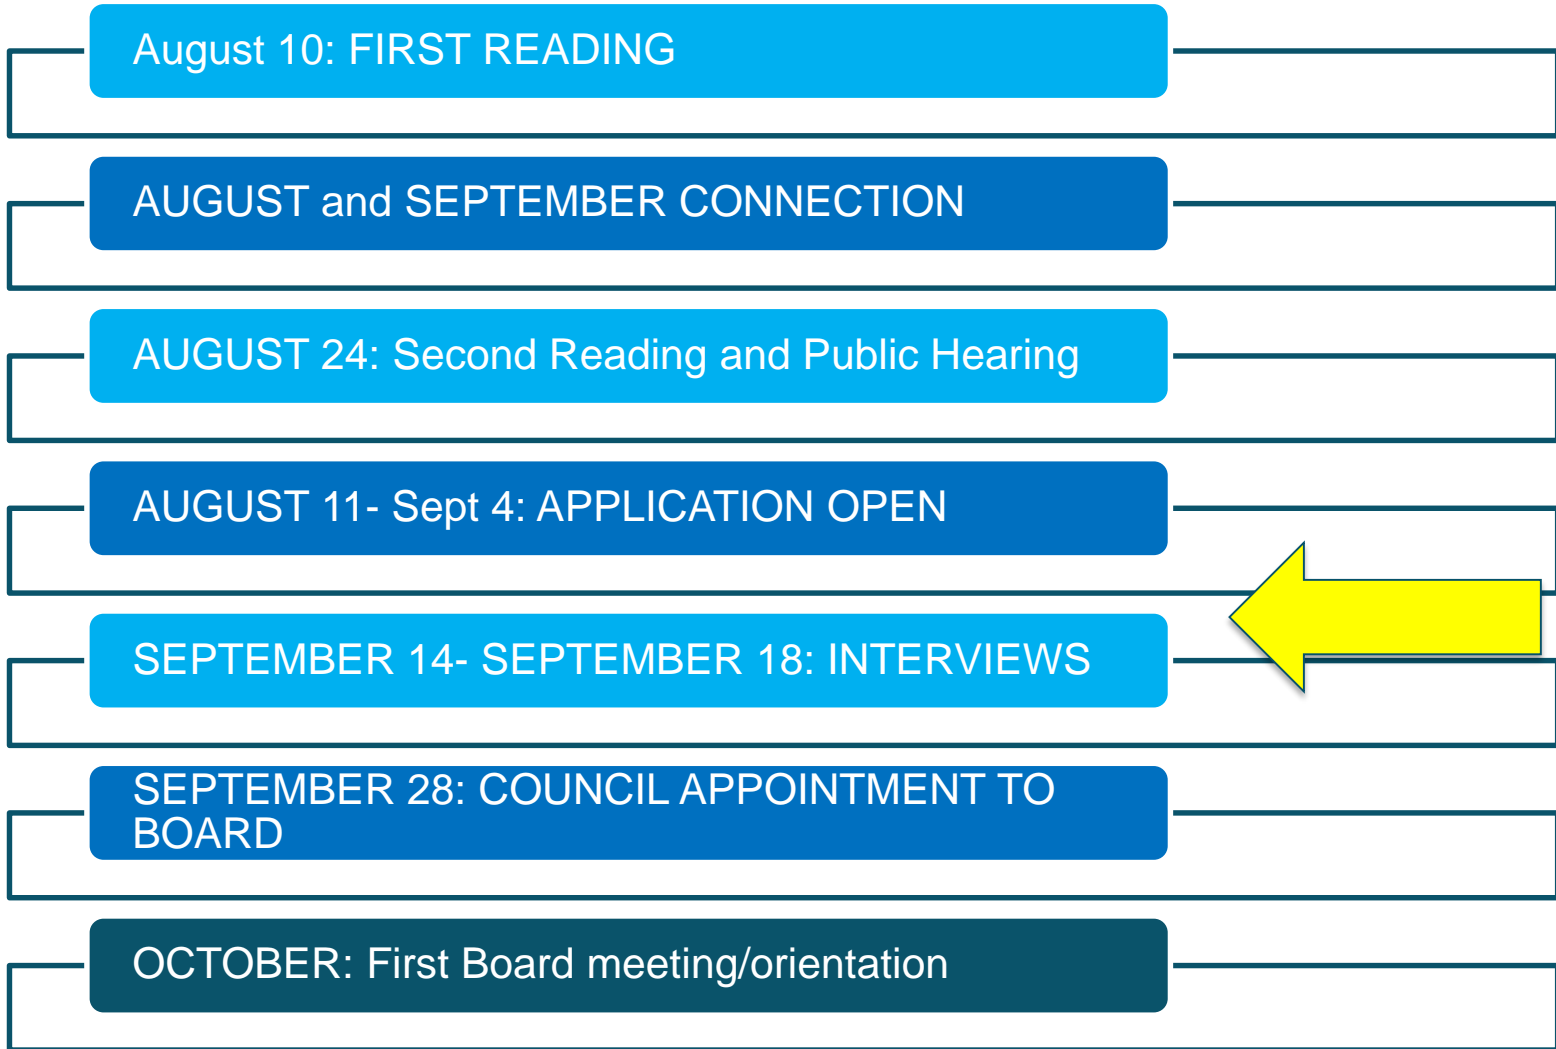 August 10: FIRST READING
AUGUST and SEPTEMBER CONNECTION
AUGUST 24: Second Reading and Public Hearing
AUGUST 11- Sept 4: APPLICATION OPEN
SEPTEMBER 14- SEPTEMBER 18: INTERVIEWS
SEPTEMBER 28: COUNCIL APPOINTMENT TO
BOARD
OCTOBER: First Board meeting/orientation